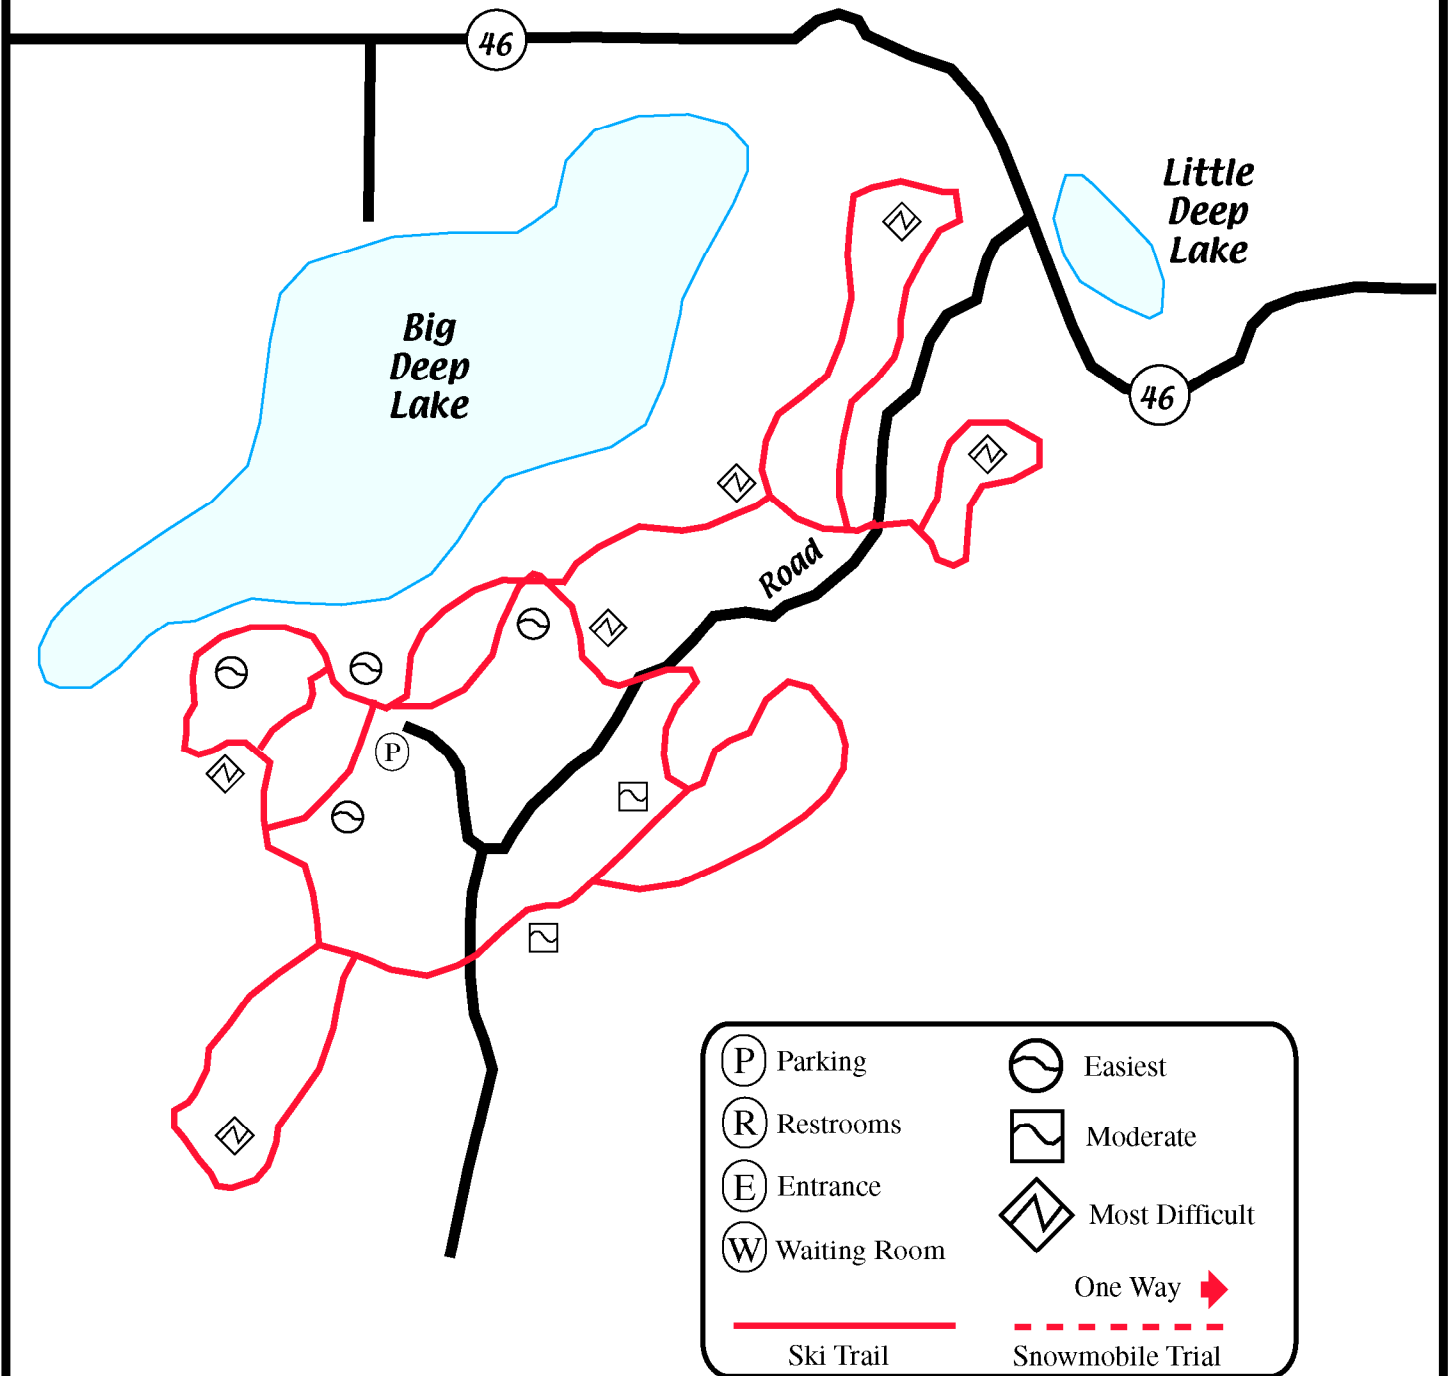 46
Little
Deep
Lake
Big
Deep
Lake
46
Road
P
P Parking
Easiest
R Restrooms
Moderate
E Entrance
Most Difficult
W Waiting Room
One Way
Ski Trail
Snowmobile Trial